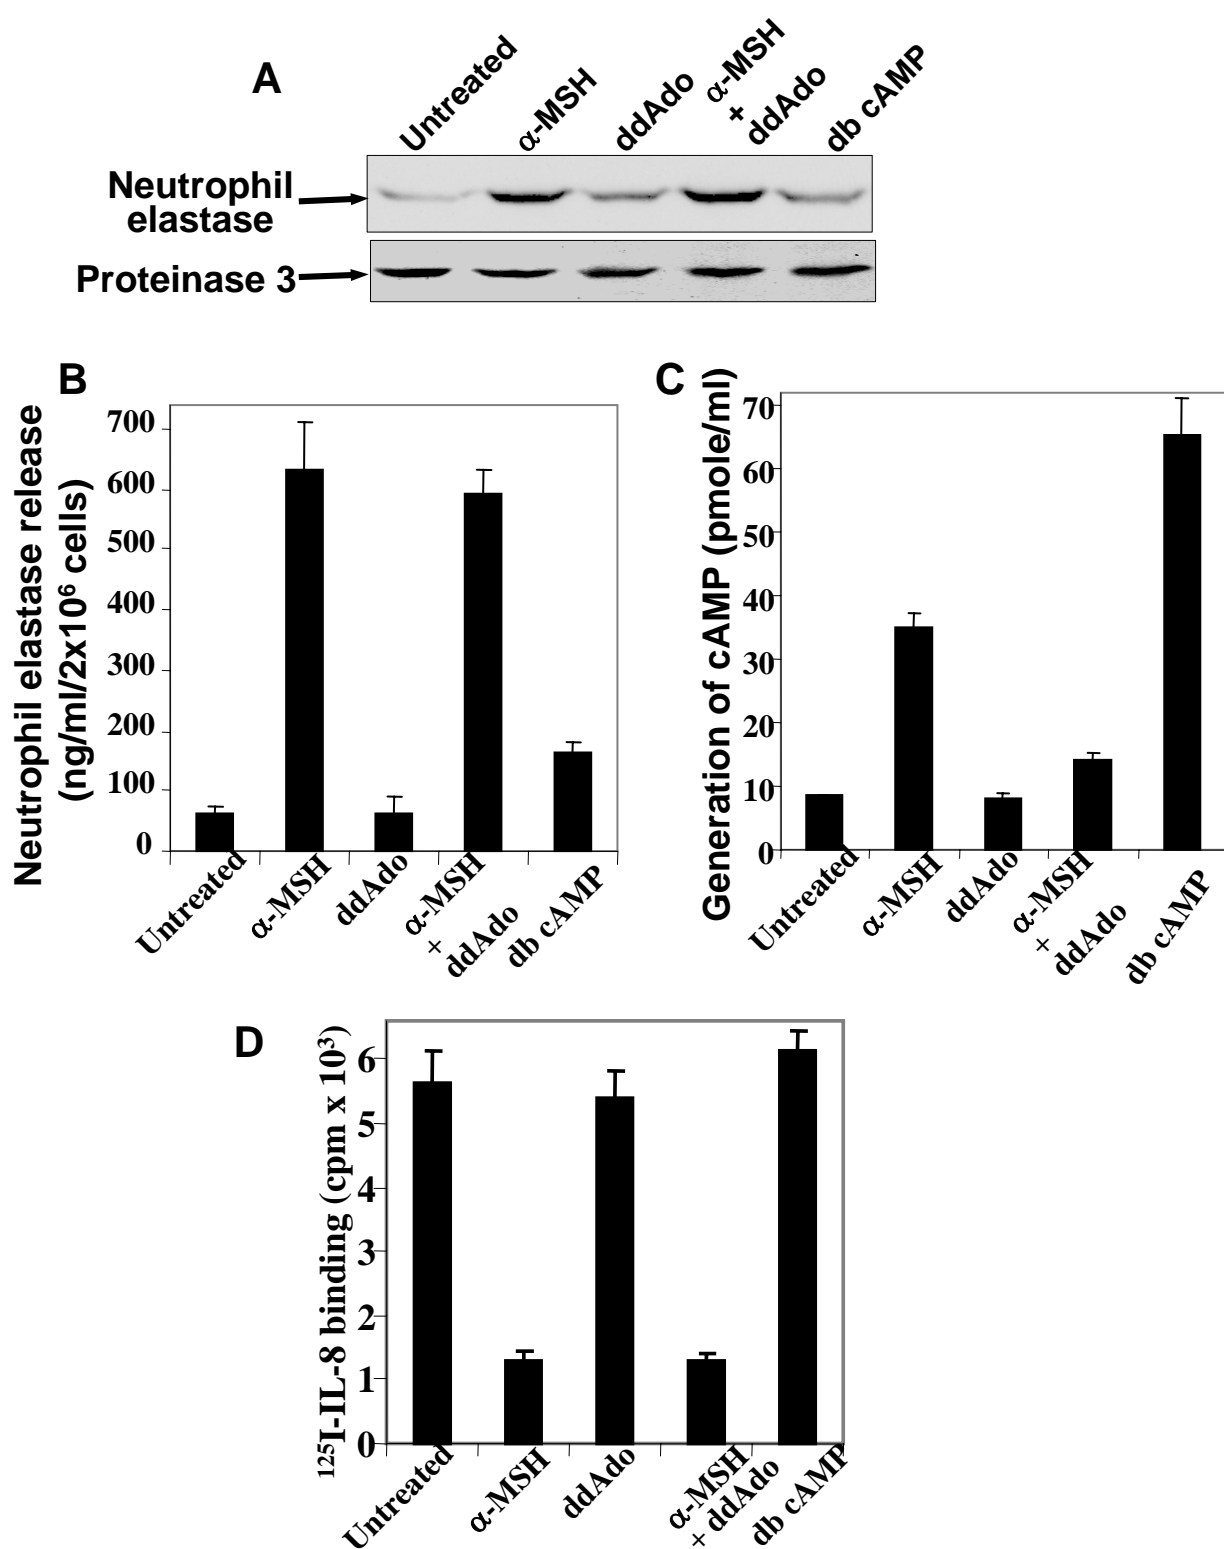 A
Untreated
α-MSH
ddAdo
α-MSH
+
ddAdo
db cAMP
Neutrophil
elastase
Proteinase 3
B
Neutrophil elastase release
(ng/ml/2x10⁶ cells)
700
600
500
400
300
200
100
0
Untreated
α-MSH
ddAdo
α-MSH
+
ddAdo
db cAMP
C
Generation of cAMP (pmole/ml)
70
60
50
40
30
20
10
0
Untreated
α-MSH
ddAdo
α-MSH
+
ddAdo
db cAMP
D
¹²⁵I-IL-8 binding (cpm x 10³)
6
5
4
3
2
1
0
Untreated
α-MSH
ddAdo
α-MSH
+ ddAdo
db cAMP